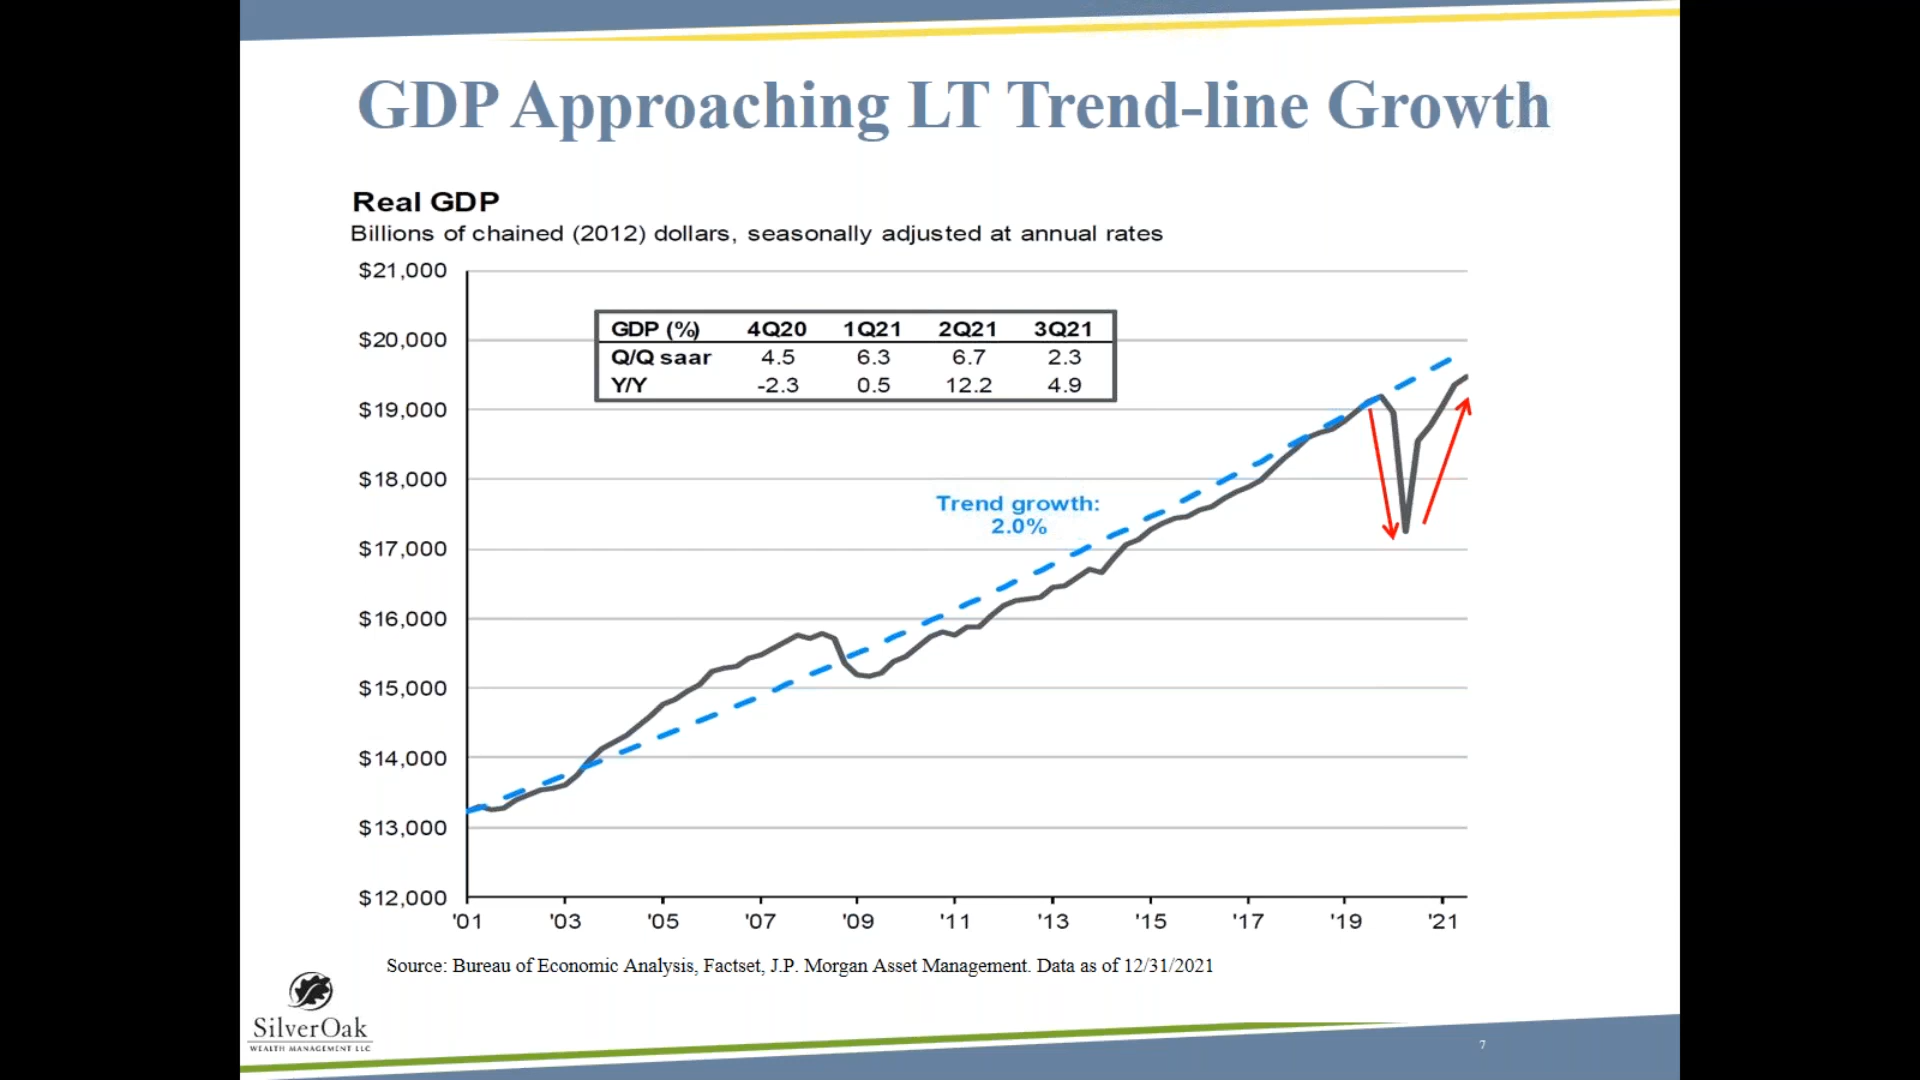 GDP Approaching LT Trend-line Growth
Real GDP
Billions of chained (2012) dollars, seasonally adjusted at annual rates
$21,000
$20,000
$19,000
$18,000
$17,000
$16,000
$15,000
$14,000
$13,000
$12,000
GDP (%) 4Q20 1Q21 2Q21 3Q21
Q/Q saar 4.5 6.3 6.7 2.3
Y/Y -2.3 0.5 12.2 4.9
Trend growth:
2.0%
'01 '03 '05 '07 '09 '11 '13 '15 '17 '19 '21
Source: Bureau of Economic Analysis, Factset, J.P. Morgan Asset Management. Data as of 12/31/2021
SilverOak
WEALTH MANAGEMENT LLC
7